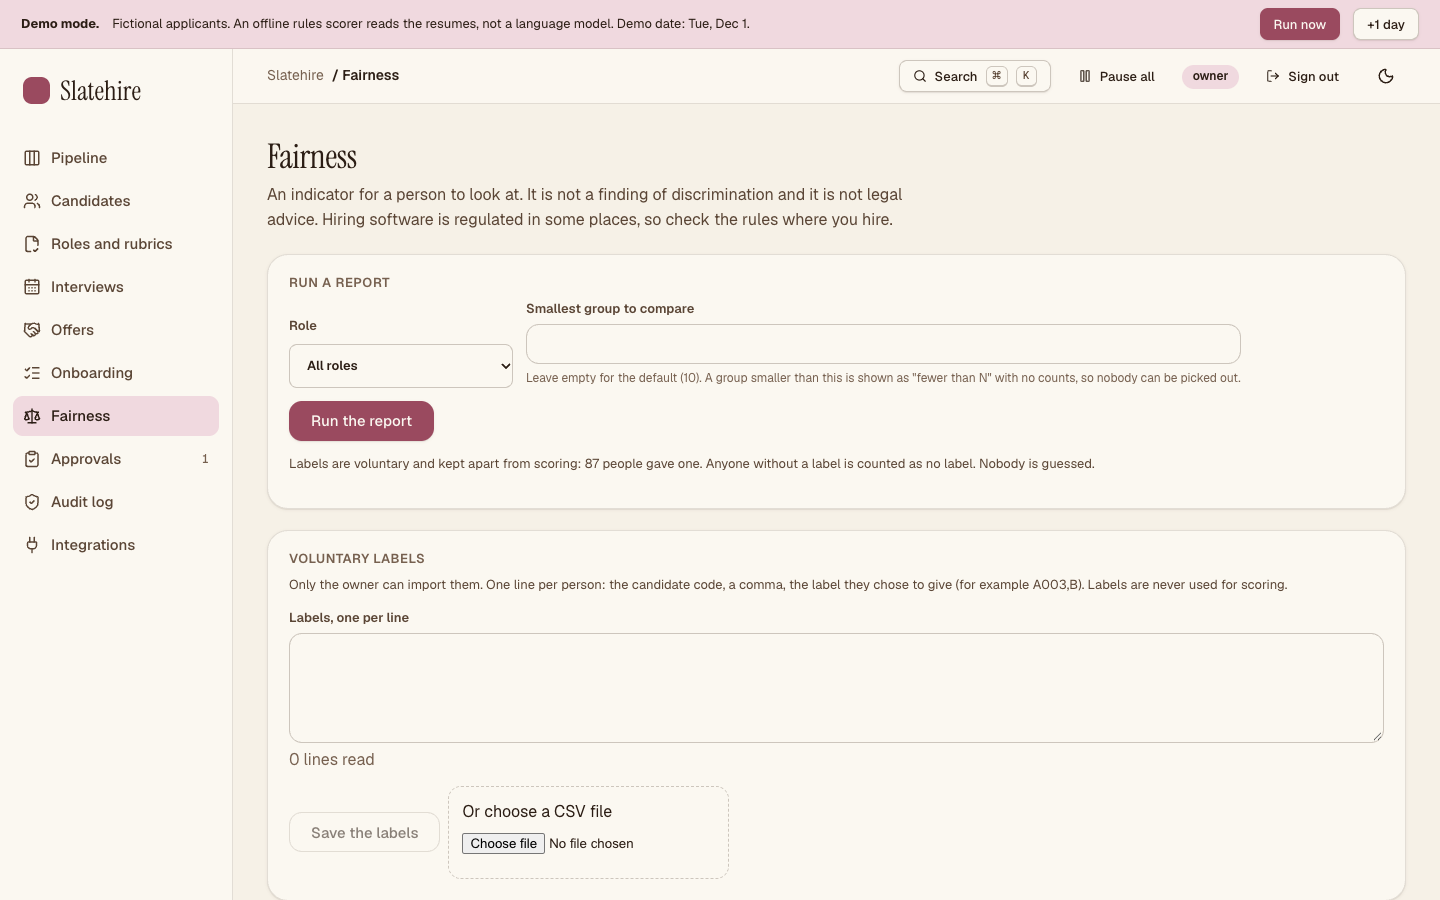 Demo mode. Fictional applicants. An offline rules scorer reads the resumes, not a language model. Demo date: Tue, Dec 1.
Run now
+1 day
Slatehire
Slatehire / Fairness
Search ⌘ K
Pause all
owner
Sign out
Pipeline
Candidates
Roles and rubrics
Interviews
Offers
Onboarding
Fairness
Approvals 1
Audit log
Integrations
Fairness
An indicator for a person to look at. It is not a finding of discrimination and it is not legal
advice. Hiring software is regulated in some places, so check the rules where you hire.
RUN A REPORT
Role
All roles
Smallest group to compare
Leave empty for the default (10). A group smaller than this is shown as "fewer than N" with no counts, so nobody can be picked out.
Run the report
Labels are voluntary and kept apart from scoring: 87 people gave one. Anyone without a label is counted as no label. Nobody is guessed.
VOLUNTARY LABELS
Only the owner can import them. One line per person: the candidate code, a comma, the label they chose to give (for example A003,B). Labels are never used for scoring.
Labels, one per line
0 lines read
Save the labels
Or choose a CSV file
Choose file No file chosen